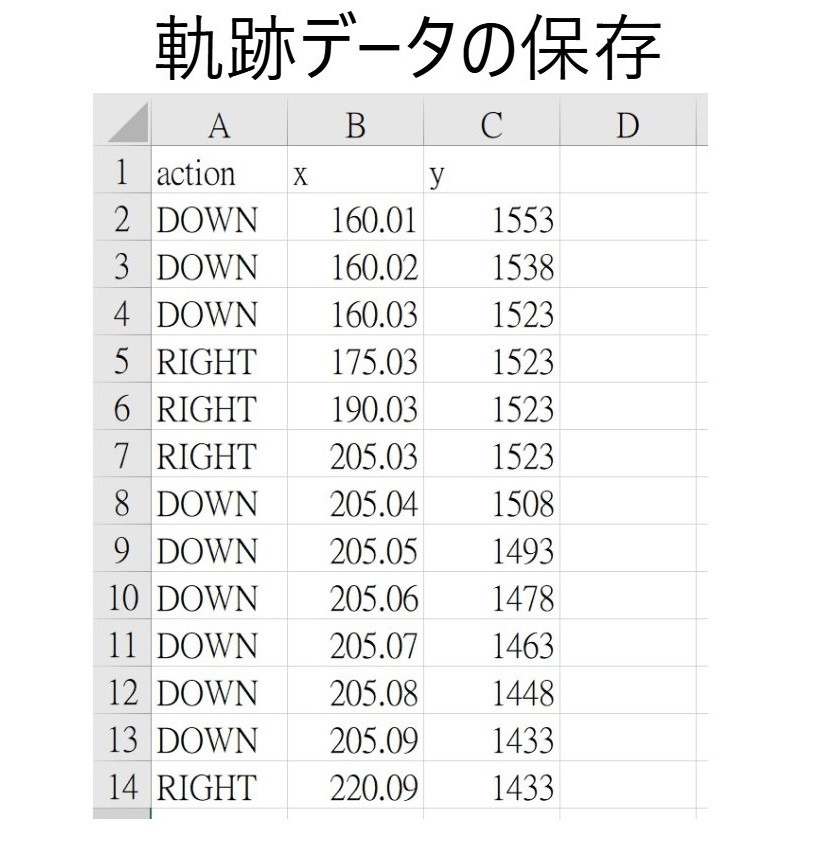 軌跡データの保存
A B C D
1 action x y
2 DOWN 160.01 1553
3 DOWN 160.02 1538
4 DOWN 160.03 1523
5 RIGHT 175.03 1523
6 RIGHT 190.03 1523
7 RIGHT 205.03 1523
8 DOWN 205.04 1508
9 DOWN 205.05 1493
10 DOWN 205.06 1478
11 DOWN 205.07 1463
12 DOWN 205.08 1448
13 DOWN 205.09 1433
14 RIGHT 220.09 1433